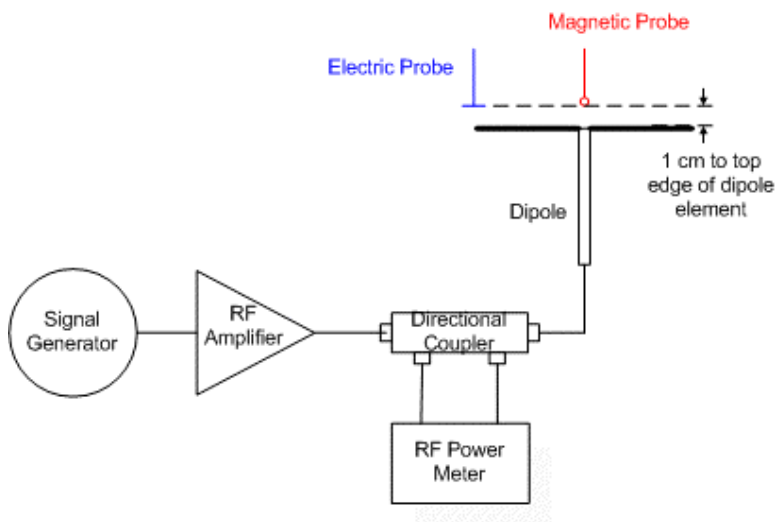 Magnetic Probe
Electric Probe
1 cm to top
edge of dipole
element
Dipole
Signal
Generator
RF
Amplifier
Directional
Coupler
RF Power
Meter